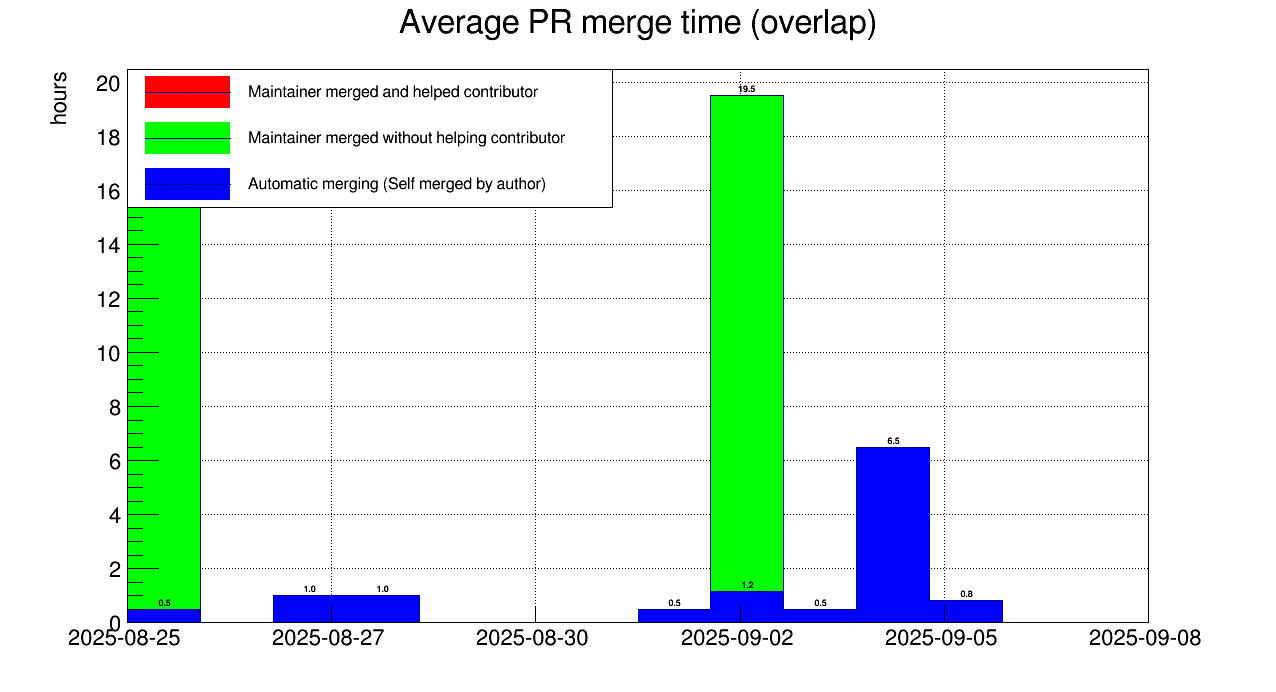 Average PR merge time (overlap)
hours
Maintainer merged and helped contributor
Maintainer merged without helping contributor
Automatic merging (Self merged by author)
20
18
16
14
12
10
8
6
4
2
0
19.5
6.5
1.2
1.0 1.0
0.8
0.5 0.5 0.5
2025-08-25 2025-08-27 2025-08-30 2025-09-02 2025-09-05 2025-09-08